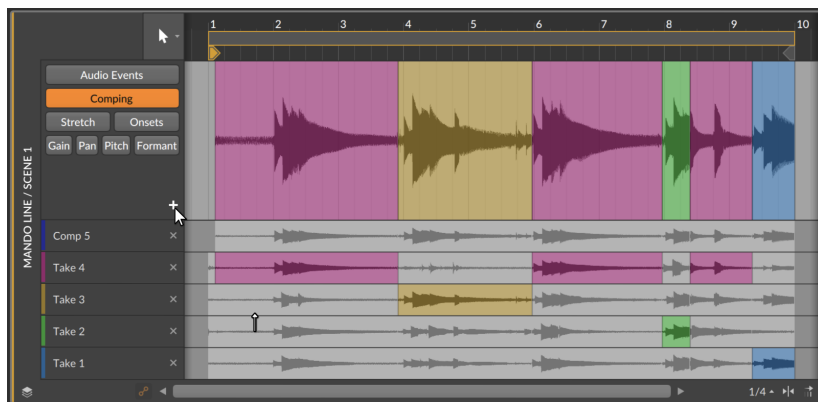 1 2 3 4 5 6 7 8 9 10
Audio Events
Comping
Stretch Onsets
Gain Pan Pitch Formant
MANDO LINE / SCENE 1
+
Comp 5 ×
Take 4 ×
Take 3 ×
Take 2 ×
Take 1 ×
1/4